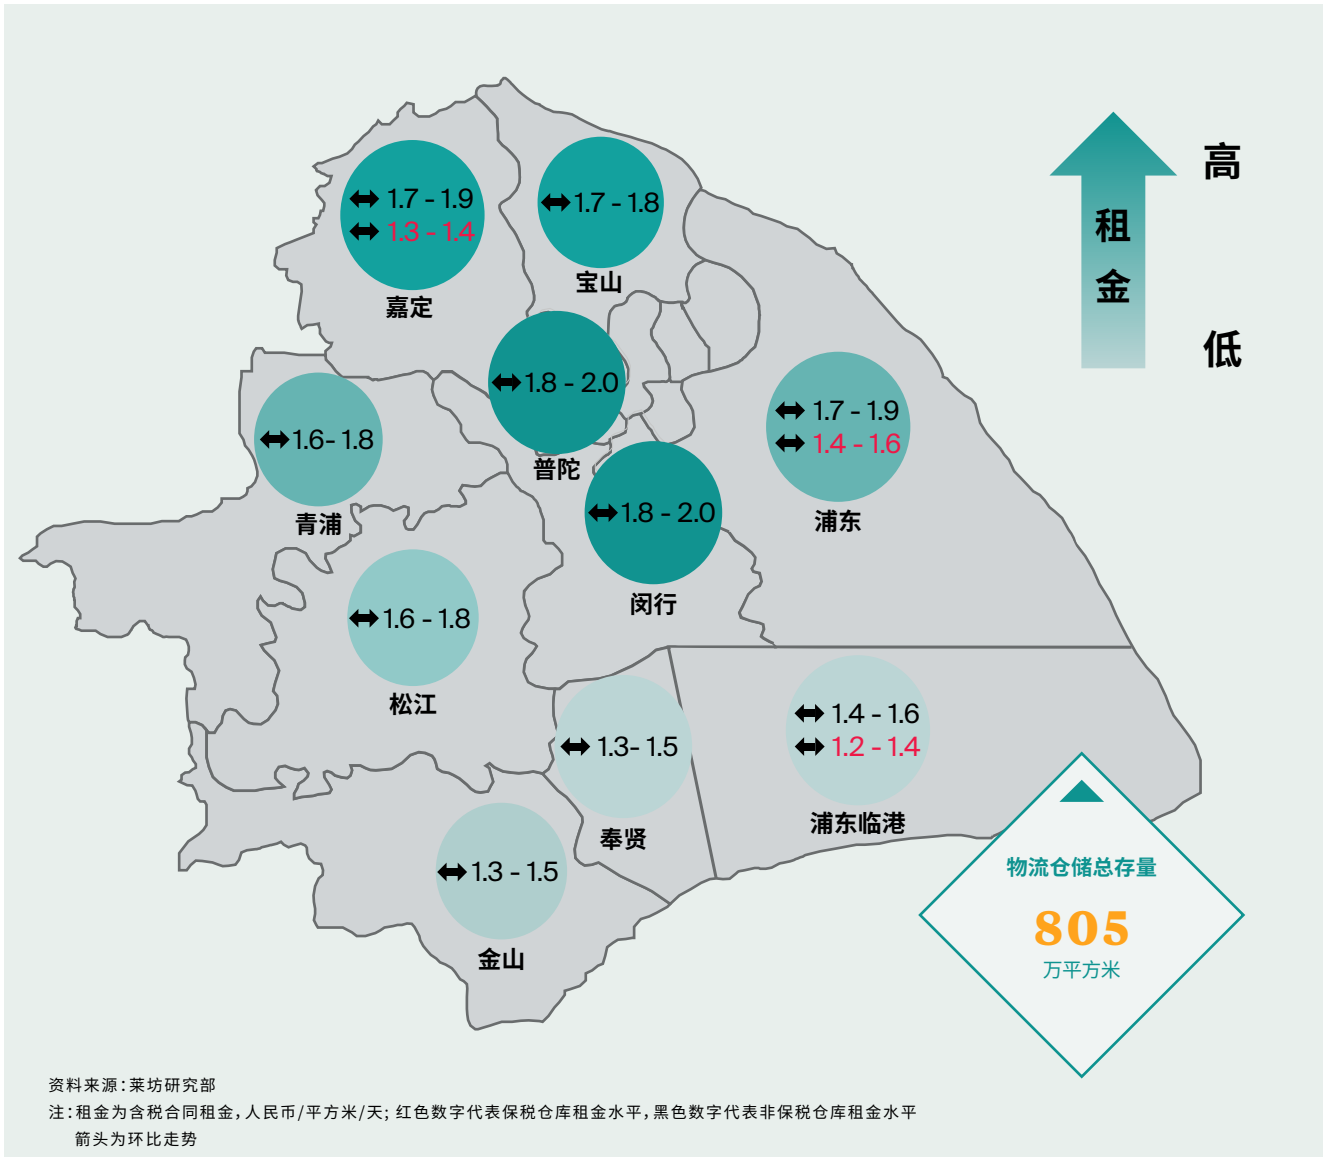 高
租
金
低
1.7 - 1.9
1.3 - 1.4
嘉定
1.7 - 1.8
宝山
1.8 - 2.0
普陀
1.6- 1.8
青浦
1.7 - 1.9
1.4 - 1.6
浦东
1.8 - 2.0
闵行
1.6 - 1.8
松江
1.3- 1.5
奉贤
1.4 - 1.6
1.2 - 1.4
浦东临港
1.3 - 1.5
金山
物流仓储总存量
805
万平方米
资料来源：莱坊研究部
注：租金为含税合同租金，人民币/平方米/天；红色数字代表保税仓库租金水平，黑色数字代表非保税仓库租金水平
箭头为环比走势